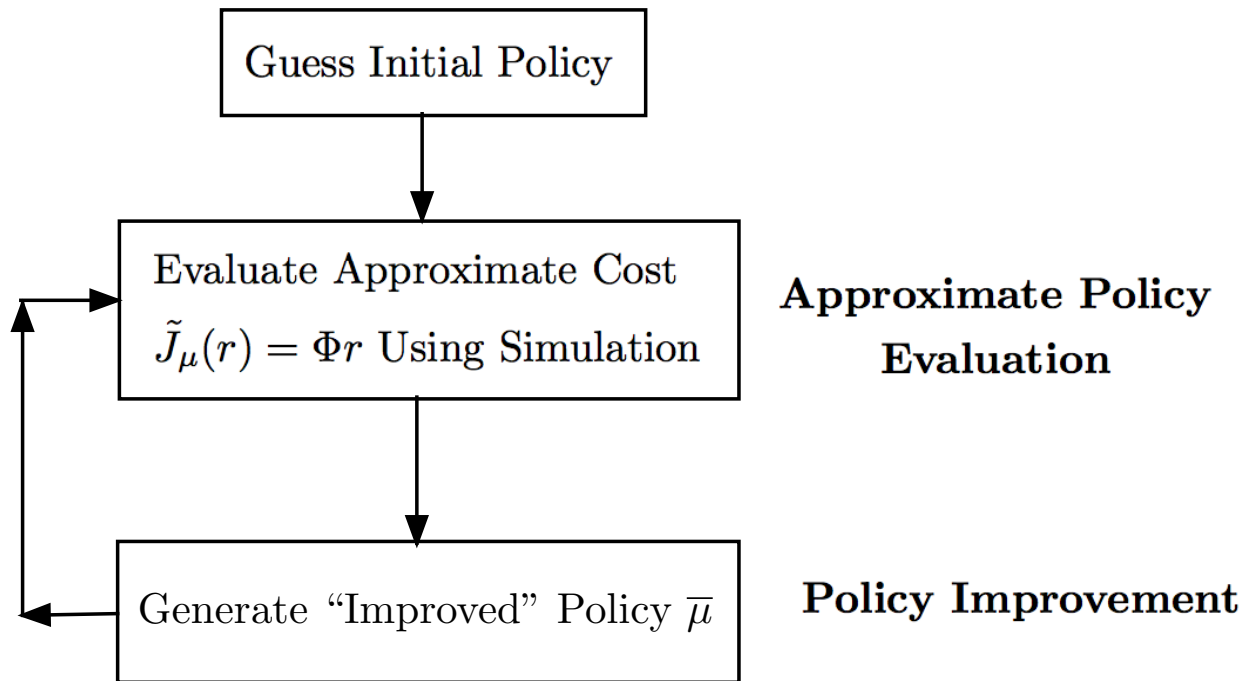 Guess Initial Policy
Evaluate Approximate Cost
J̃μ(r) = Φr Using Simulation
Approximate Policy
Evaluation
Generate “Improved” Policy μ̅
Policy Improvement